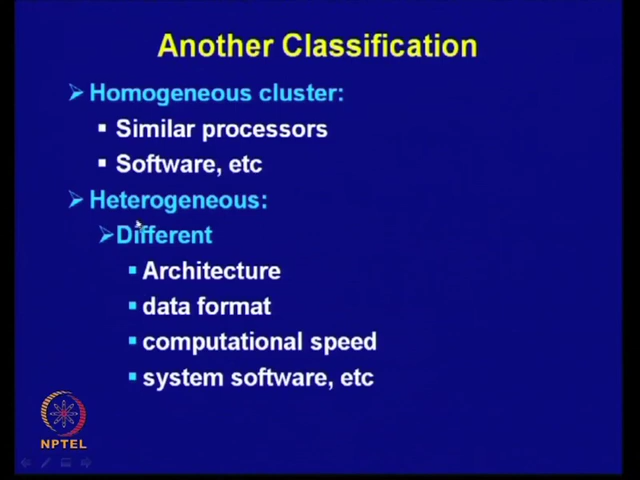 Another Classification
Homogeneous cluster:
Similar processors
Software, etc
Heterogeneous:
Different
Architecture
data format
computational speed
system software, etc
NPTEL